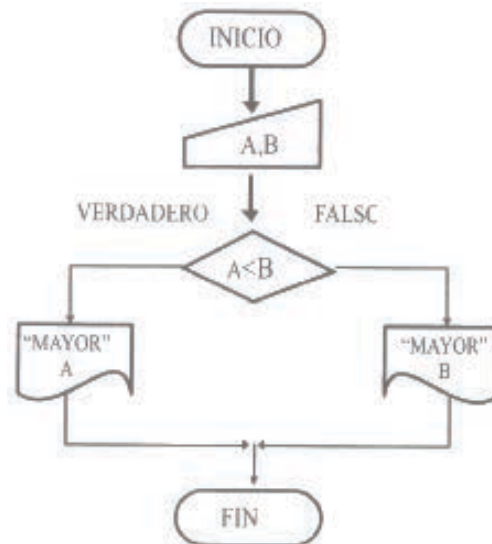 INICIO
A,B
VERDADERO FALSC
A<B
“MAYOR”
A
“MAYOR”
B
FIN